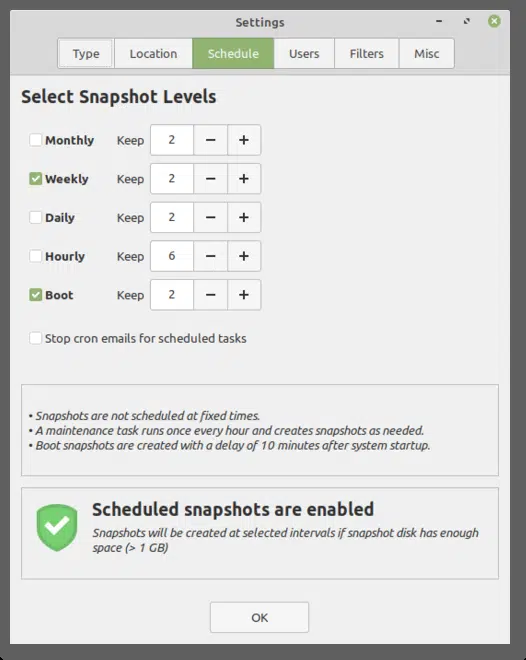 Settings
Type Location Schedule Users Filters Misc
Select Snapshot Levels
Monthly Keep 2 − +
Weekly Keep 2 − +
Daily Keep 2 − +
Hourly Keep 6 − +
Boot Keep 2 − +
Stop cron emails for scheduled tasks
• Snapshots are not scheduled at fixed times.
• A maintenance task runs once every hour and creates snapshots as needed.
• Boot snapshots are created with a delay of 10 minutes after system startup.
Scheduled snapshots are enabled
Snapshots will be created at selected intervals if snapshot disk has enough
space (> 1 GB)
OK